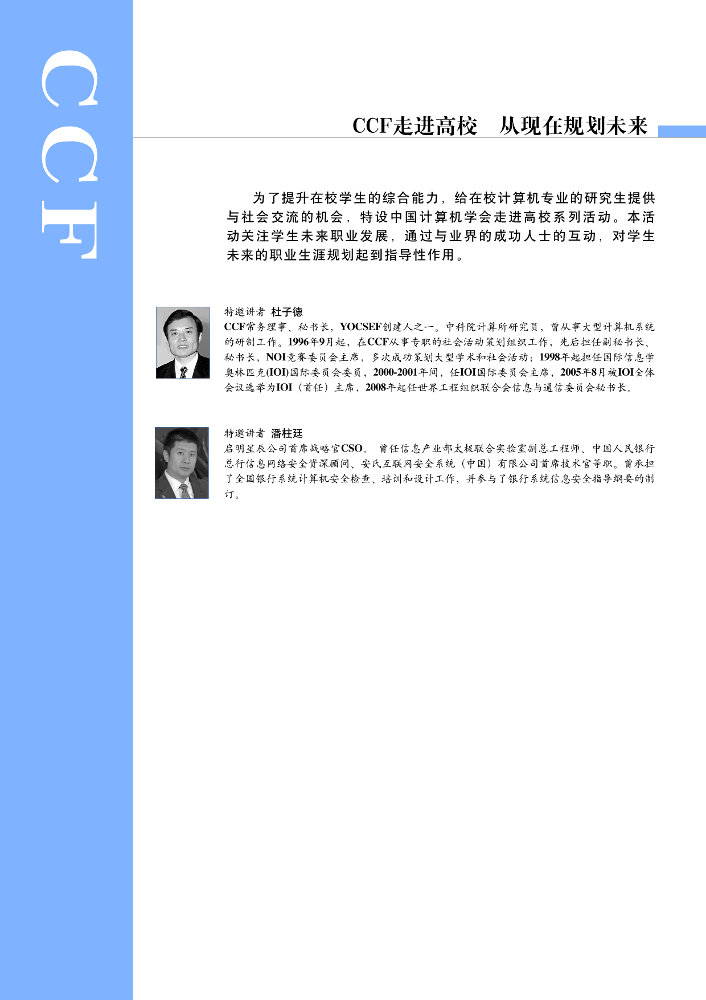 CCF
CCF走进高校　从现在规划未来
为了提升在校学生的综合能力，给在校计算机专业的研究生提供
与社会交流的机会，特设中国计算机学会走进高校系列活动。本活
动关注学生未来职业发展，通过与业界的成功人士的互动，对学生
未来的职业生涯规划起到指导性作用。
特邀讲者 杜子德
CCF常务理事、秘书长，YOCSEF创建人之一。中科院计算所研究员，曾从事大型计算机系统
的研制工作。1996年9月起，在CCF从事专职的社会活动策划组织工作，先后担任副秘书长、
秘书长，NOI竞赛委员会主席，多次成功策划大型学术和社会活动；1998年起担任国际信息学
奥林匹克(IOI)国际委员会委员，2000-2001年间，任IOI国际委员会主席，2005年8月被IOI全体
会议选举为IOI（首任）主席，2008年起任世界工程组织联合会信息与通信委员会秘书长。
特邀讲者 潘柱廷
启明星辰公司首席战略官CSO。 曾任信息产业部太极联合实验室副总工程师、中国人民银行
总行信息网络安全资深顾问、安氏互联网安全系统（中国）有限公司首席技术官等职。曾承担
了全国银行系统计算机安全检查、培训和设计工作，并参与了银行系统信息安全指导纲要的制
订。